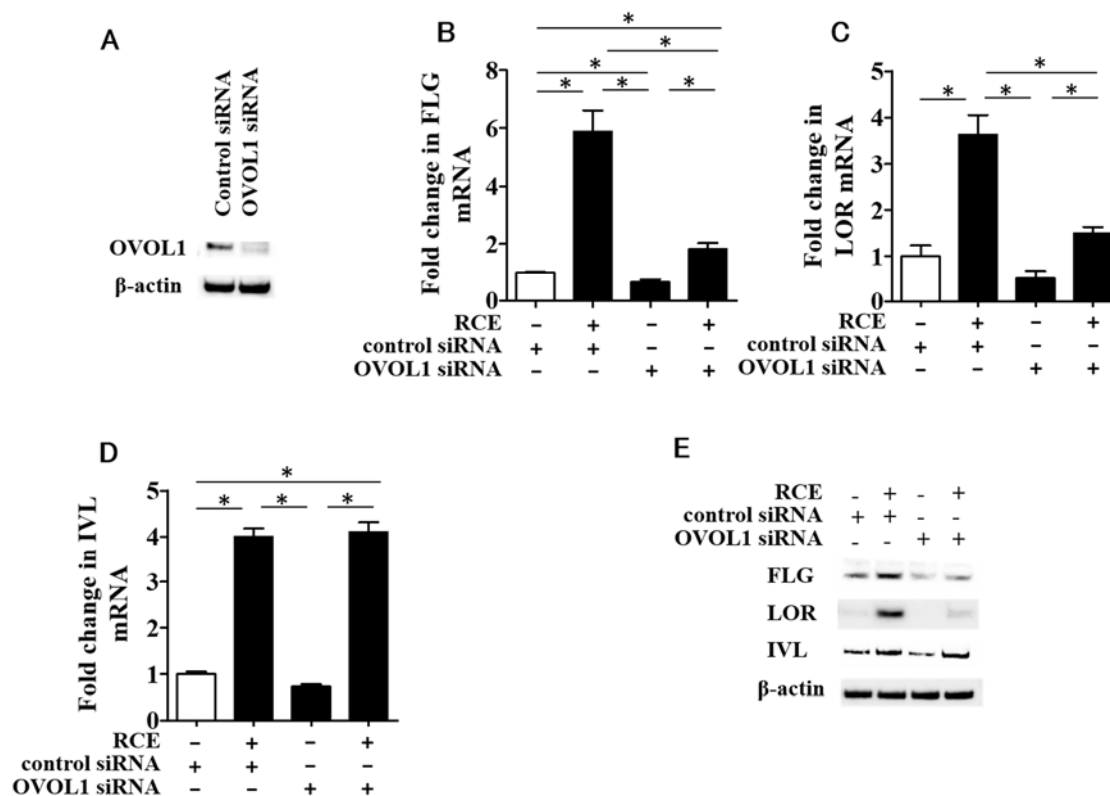 A
Control siRNA
OVOL1 siRNA
OVOL1
β-actin
B
Fold change in FLG
mRNA
8
6
4
2
0
*
*
*
* * *
RCE - + - +
control siRNA + + - -
OVOL1 siRNA - - + +
C
Fold change in
LOR mRNA
5
4
3
2
1
0
*
* * *
RCE - + - +
control siRNA + + - -
OVOL1 siRNA - - + +
D
Fold change in IVL
mRNA
5
4
2
1
0
*
* * *
RCE - + - +
control siRNA + + - -
OVOL1 siRNA - - + +
E
RCE - + - +
control siRNA + + - -
OVOL1 siRNA - - + +
FLG
LOR
IVL
β-actin